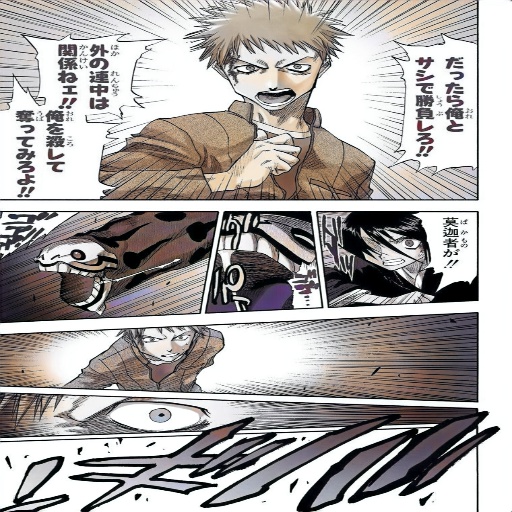 だったら俺と
サシで勝負しろ!!
外の連中は
関係ねェ!!
俺を殺して
奪ってみろよ!!
莫迦者が!!